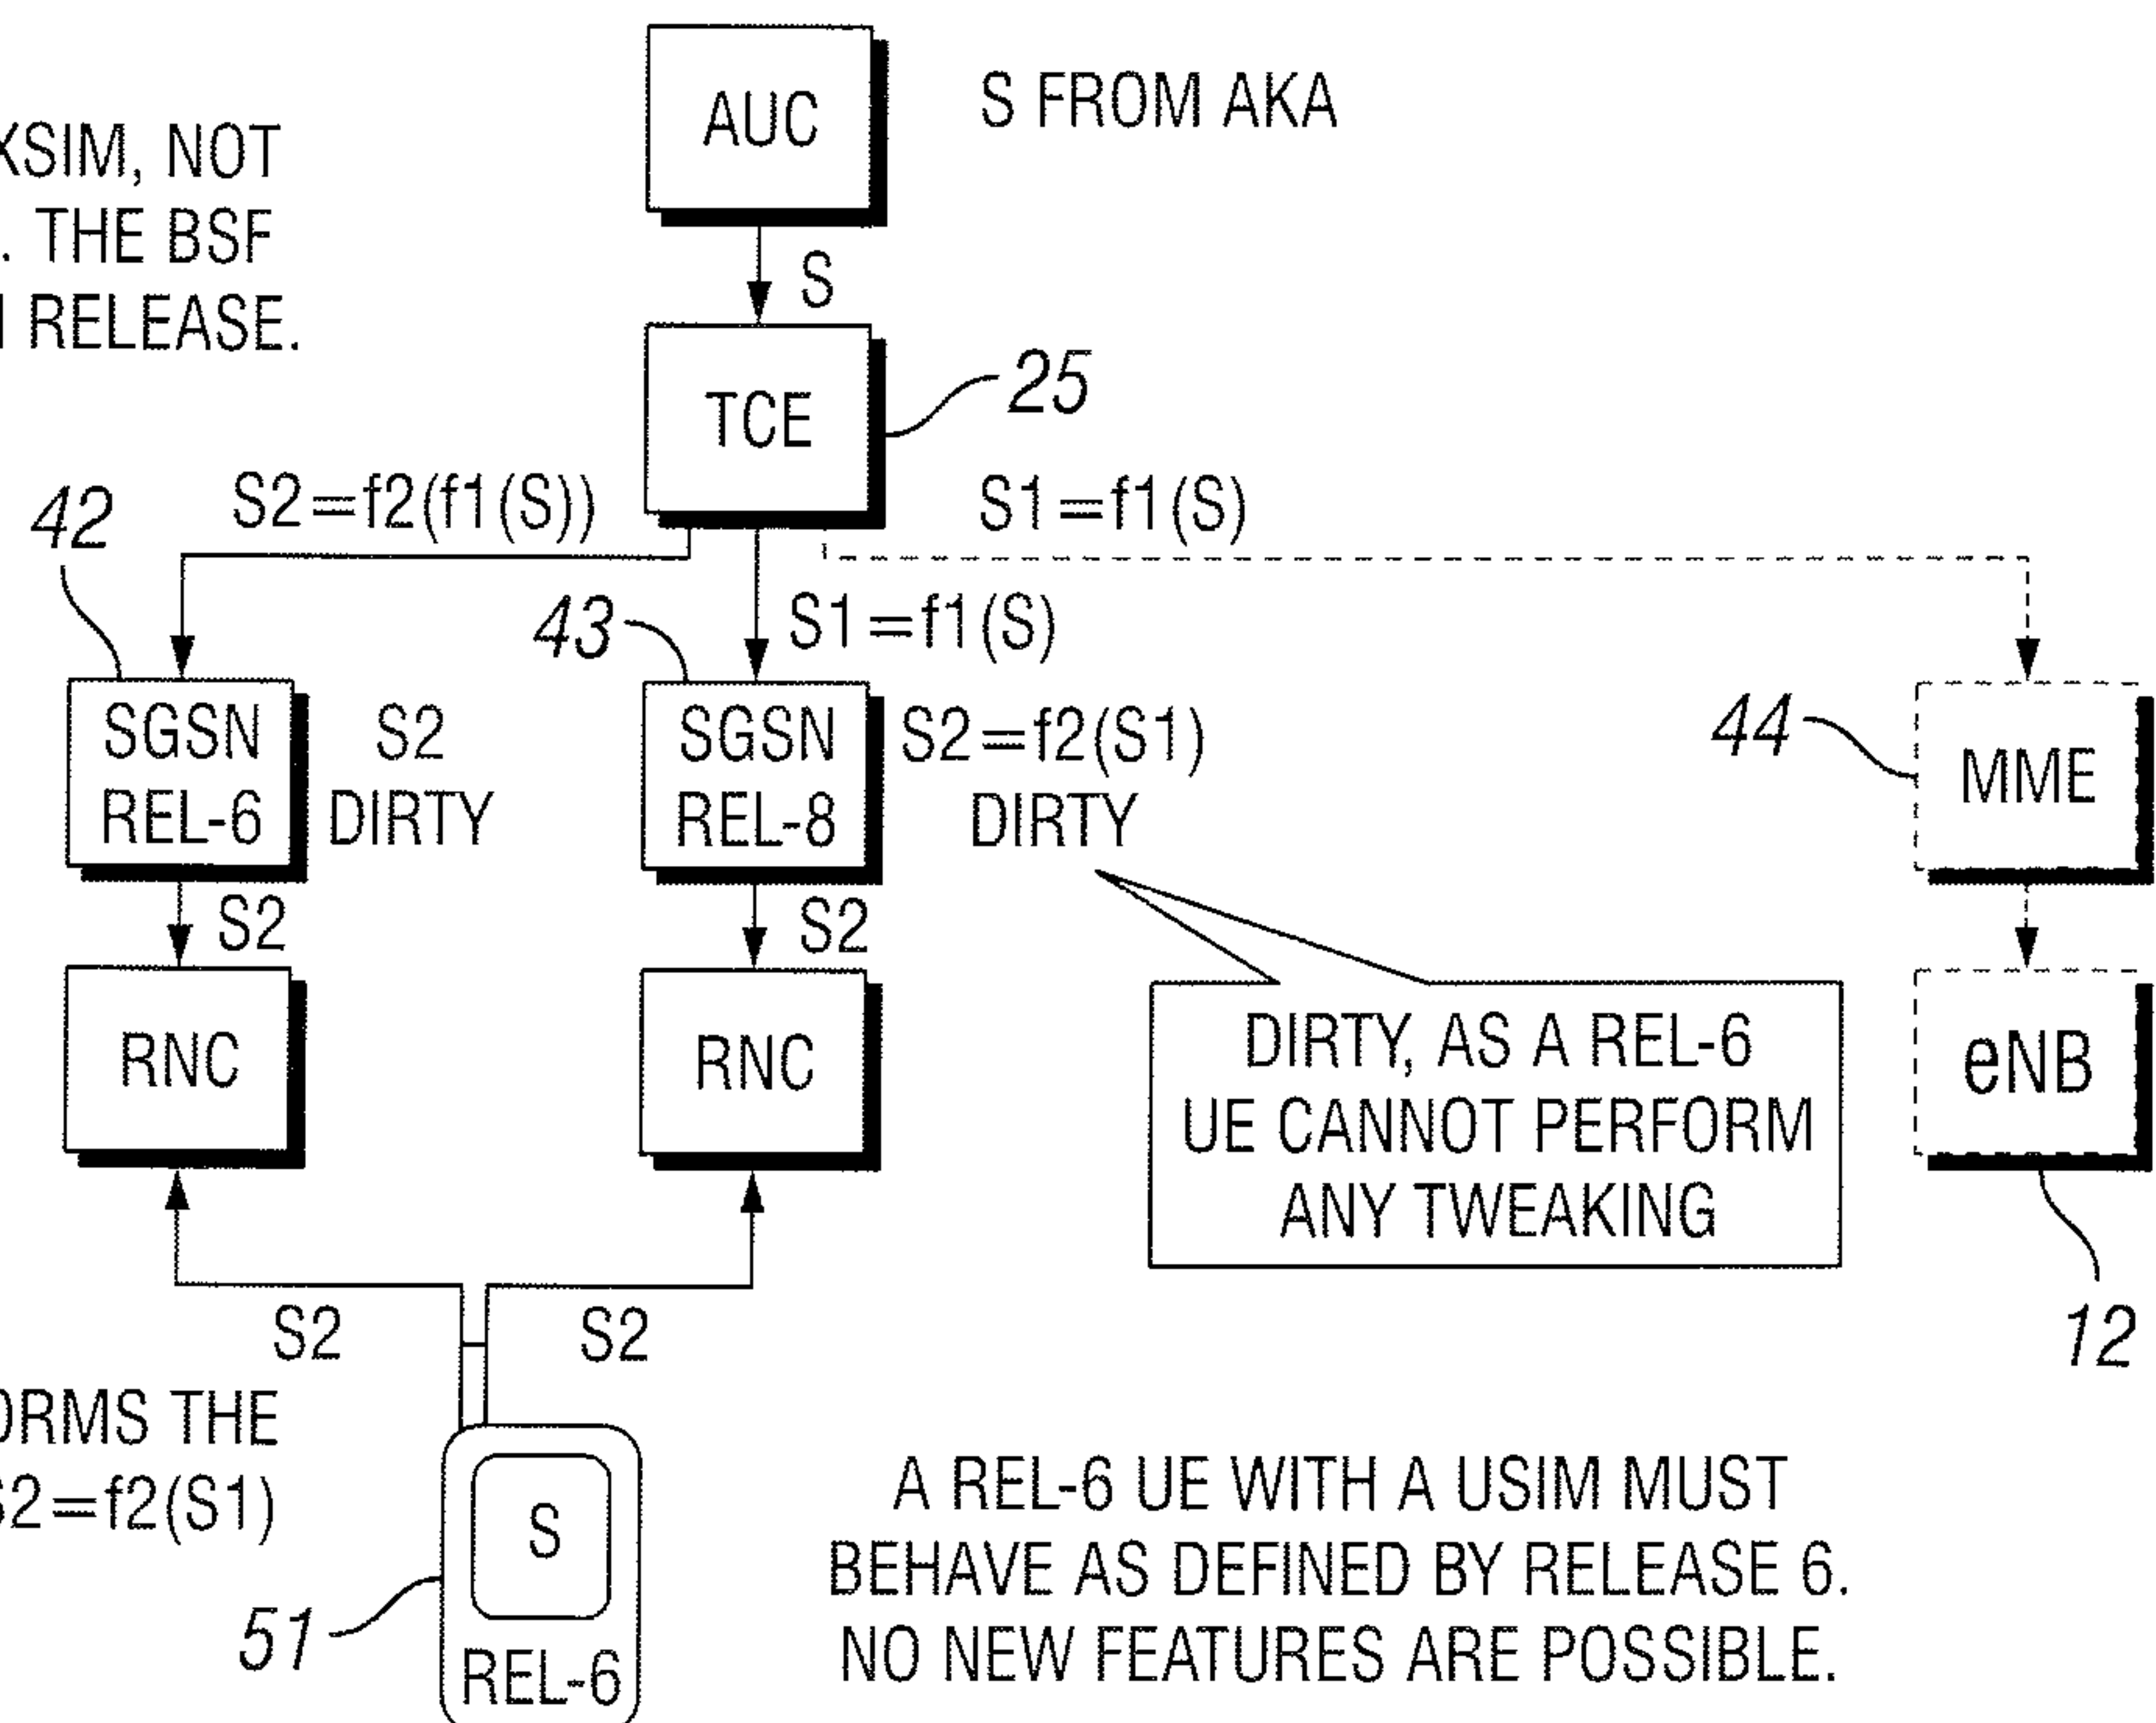 AUC
S FROM AKA
XSIM, NOT
. THE BSF
RELEASE.
S
TCE
25
S2=f2(f1(S))
S1=f1(S)
42
43
S1=f1(S)
SGSN
REL-6
S2
DIRTY
SGSN
REL-8
S2=f2(S1)
DIRTY
44
MME
S2
S2
RNC
RNC
DIRTY, AS A REL-6
UE CANNOT PERFORM
ANY TWEAKING
eNB
12
S2
S2
ORMS THE
S2=f2(S1)
S
REL-6
51
A REL-6 UE WITH A USIM MUST
BEHAVE AS DEFINED BY RELEASE 6.
NO NEW FEATURES ARE POSSIBLE.